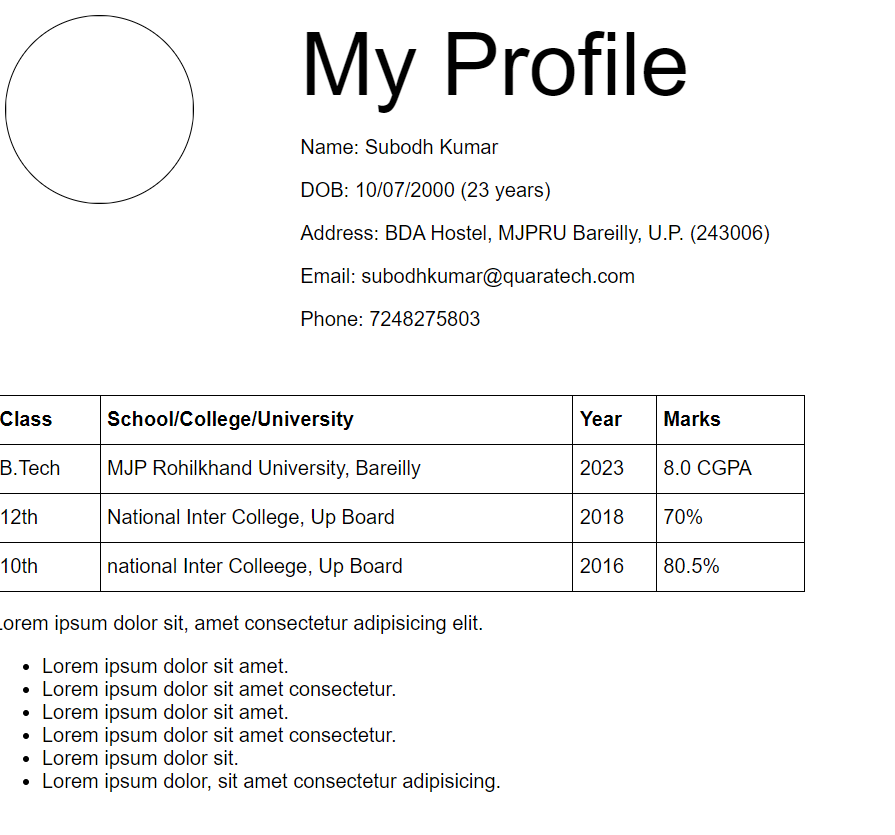 My Profile
Name: Subodh Kumar
DOB: 10/07/2000 (23 years)
Address: BDA Hostel, MJPRU Bareilly, U.P. (243006)
Email: subodhkumar@quaratech.com
Phone: 7248275803
Class School/College/University Year Marks
B.Tech MJP Rohilkhand University, Bareilly 2023 8.0 CGPA
12th National Inter College, Up Board 2018 70%
10th national Inter Colleege, Up Board 2016 80.5%
Lorem ipsum dolor sit, amet consectetur adipisicing elit.
• Lorem ipsum dolor sit amet.
• Lorem ipsum dolor sit amet consectetur.
• Lorem ipsum dolor sit amet.
• Lorem ipsum dolor sit amet consectetur.
• Lorem ipsum dolor sit.
• Lorem ipsum dolor, sit amet consectetur adipisicing.